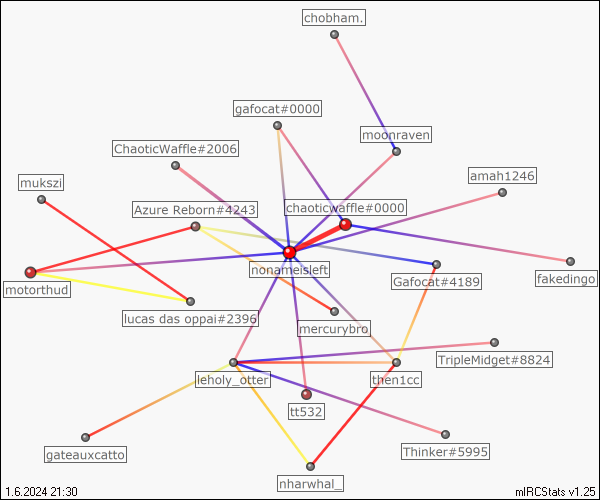 chobham.
gafocat#0000
moonraven
ChaoticWaffle#2006
mukszi
amah1246
Azure Reborn#4243
chaoticwaffle#0000
nonameisleft
Gafocat#4189
fakedingo
motorthud
lucas das oppai#2396
mercurybro.
TripleMidget#8824
leholy_otter
then1cc
tt532
gateauxcatto
Thinker#5995
nharwhal_
1.6.2024 21:30
mIRCStats v1.25